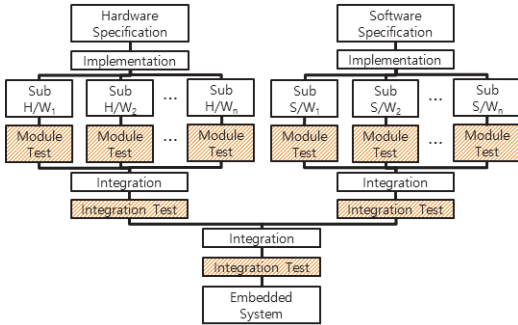 Hardware
Specification
Software
Specification
Implementation
Implementation
Sub
H/W1
Sub
H/W2
...
Sub
H/Wn
Sub
S/W1
Sub
S/W2
...
Sub
S/Wn
Module
Test
Module
Test
...
Module
Test
Module
Test
Module
Test
...
Module
Test
Integration
Integration
Integration Test
Integration Test
Integration
Integration Test
Embedded
System